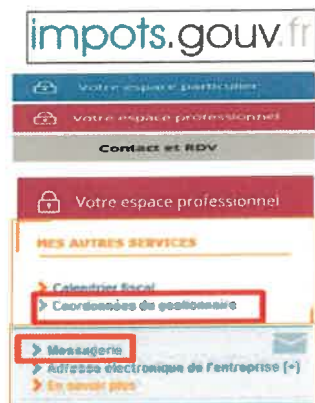 impots.gouv.fr
Votre espace particulier
Votre espace professionnel
Contact et RDV
Votre espace professionnel
MES AUTRES SERVICES
> Calendrier fiscal
> Coordonnées du gestionnaire
> Messagerie
> Adresse électronique de l'entreprise (+)
> En savoir plus